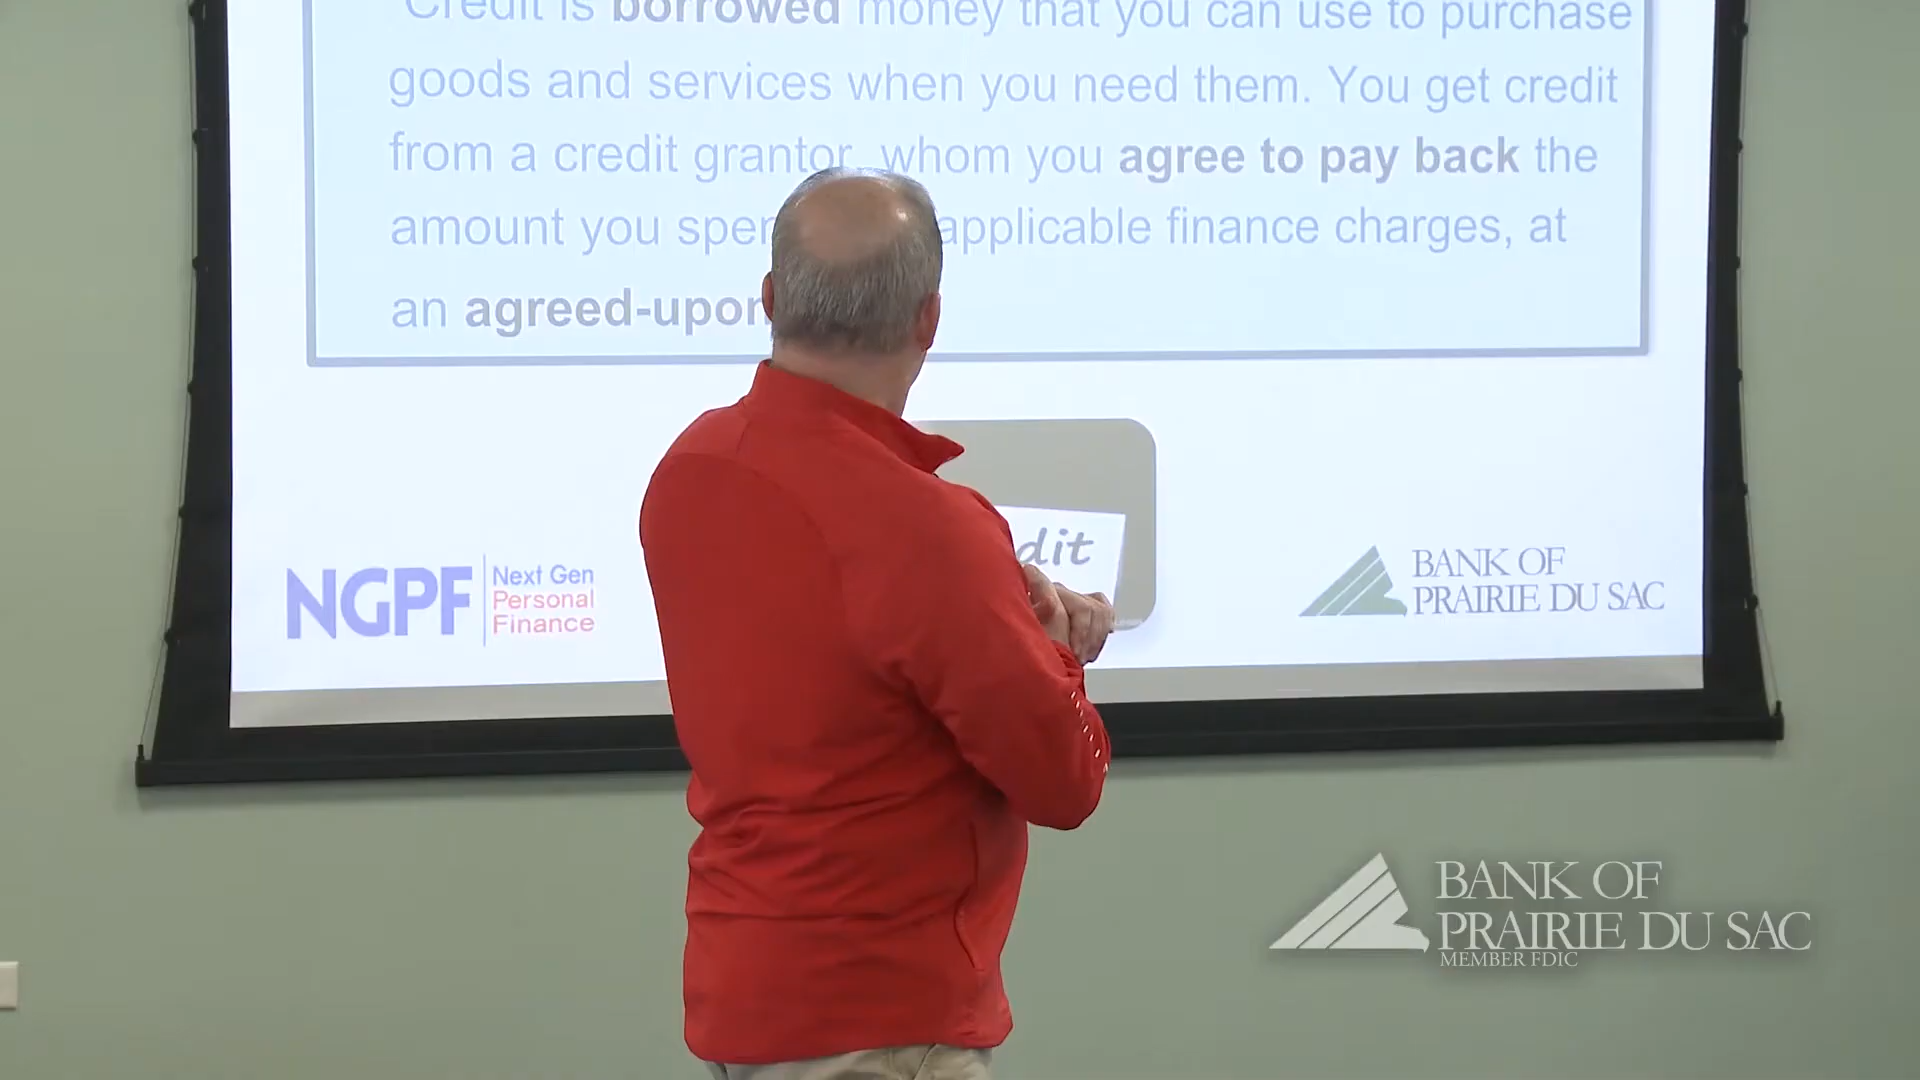 Credit is borrowed money that you can use to purchase
goods and services when you need them. You get credit
from a credit grantor, whom you agree to pay back the
amount you applicable finance charges, at
an agreed-upon
dit
NGPF
Next Gen
Personal
Finance
BANK OF
PRAIRIE DU SAC
BANK OF
PRAIRIE DU SAC
MEMBER FDIC